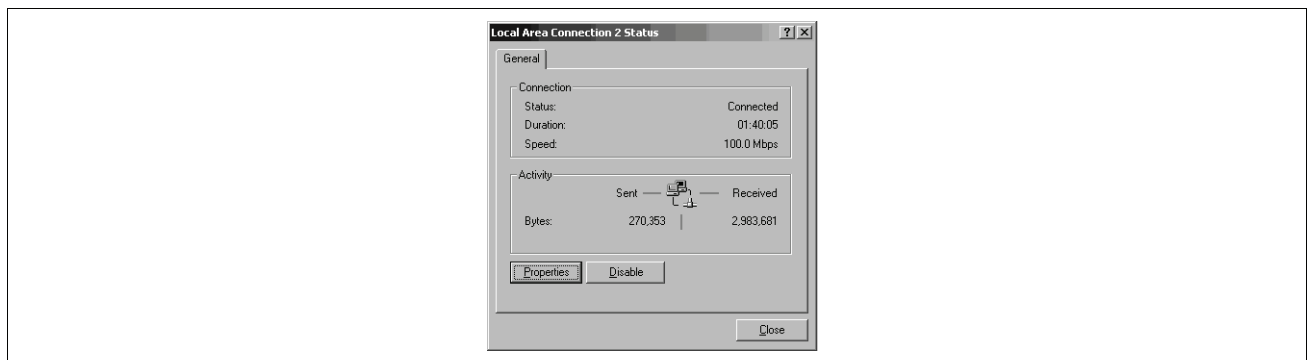 Local Area Connection 2 Status ? X
General
Connection
Status: Connected
Duration: 01:40:05
Speed: 100.0 Mbps
Activity
Sent — — Received
Bytes: 270,353 | 2,983,681
Properties Disable
Close